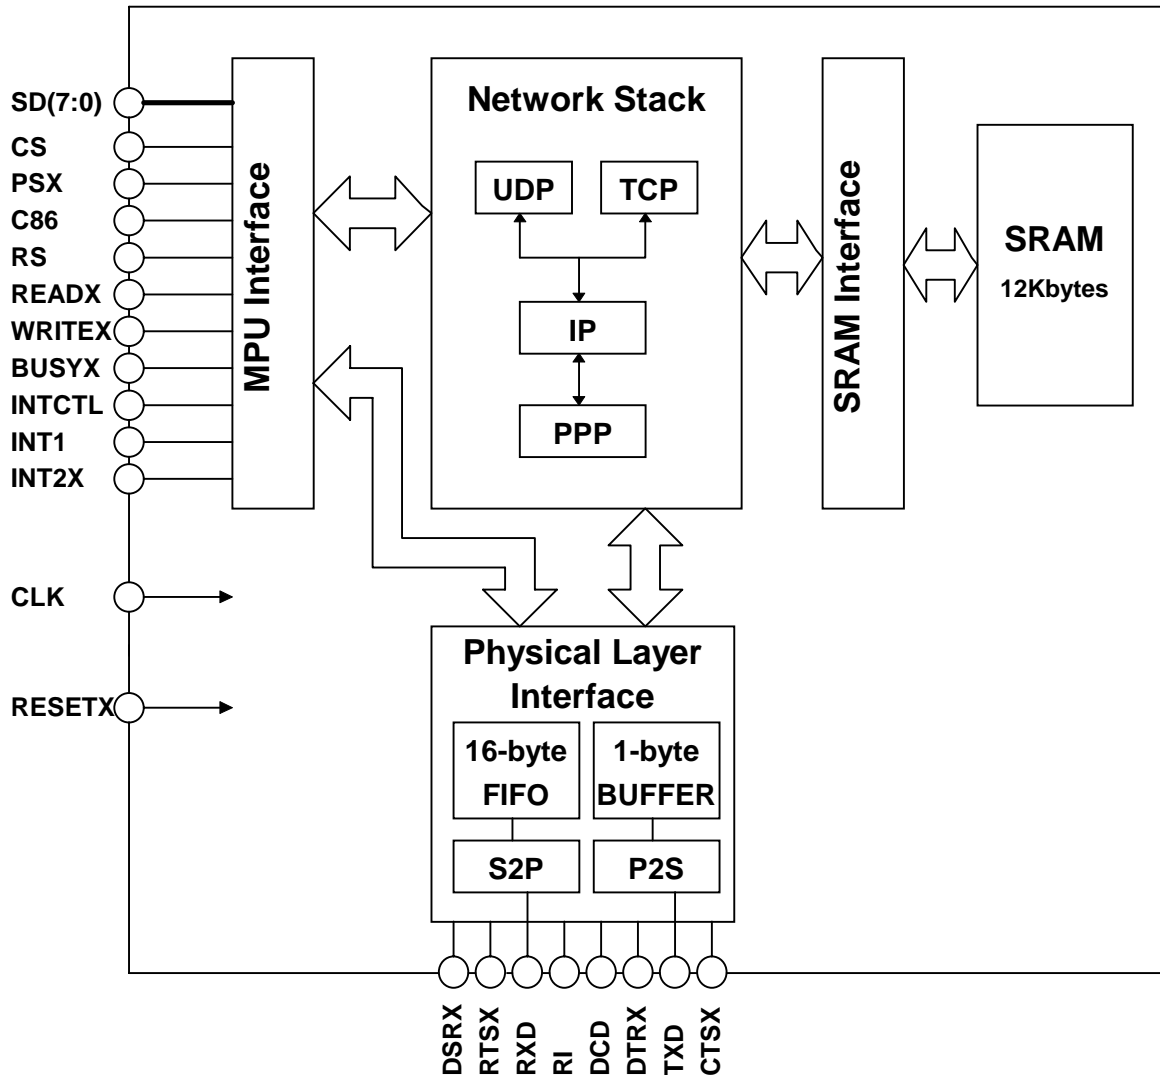 SD(7:0)
CS
PSX
C86
RS
READX
WRITEX
BUSYX
INTCTL
INT1
INT2X
CLK
RESETX
MPU Interface
Network Stack
UDP
TCP
IP
PPP
SRAM Interface
SRAM
12Kbytes
Physical Layer
Interface
16-byte
FIFO
1-byte
BUFFER
S2P
P2S
DSRX
RTSX
RXD
RI
DCD
DTRX
TXD
CTSX